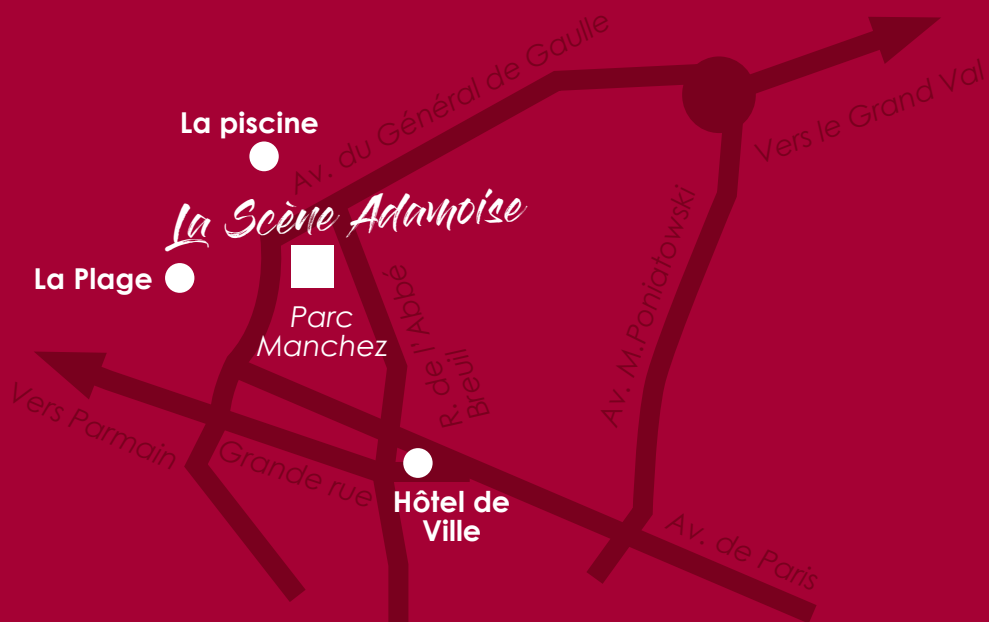 Av. du Général de Gaulle
Vers le Grand Val
La piscine
La Scène Adamoise
La Plage
Parc
Manchez
R. de l'Abbé
Breuil
Av. M.Poniatowski
Vers Parmain
Grande rue
Hôtel de
Ville
Av. de Paris